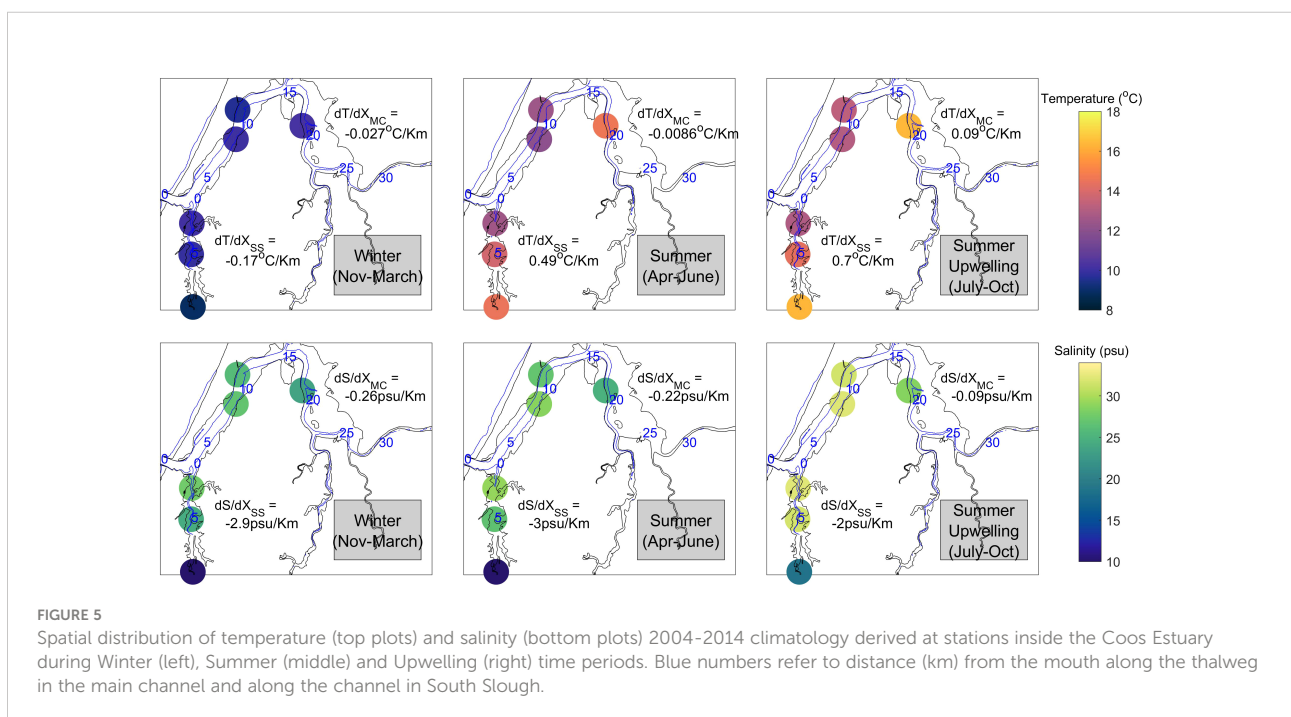 15
dT/dX_MC =
-0.027°C/Km
10
20
5
25
30
0
0
dT/dX_SS =
-0.17°C/Km
5
Winter
(Nov-March)
15
dT/dX_MC =
-0.0086°C/Km
10
20
5
25
30
0
0
dT/dX_SS =
0.49°C/Km
5
Summer
(Apr-June)
15
dT/dX_MC =
0.09°C/Km
10
20
5
25
30
0
0
dT/dX_SS =
0.7°C/Km
5
Summer
Upwelling
(July-Oct)
Temperature (°C)
18
16
14
12
10
8
15
dS/dX_MC =
-0.26psu/Km
10
20
5
25
30
0
0
dS/dX_SS =
-2.9psu/Km
5
Winter
(Nov-March)
15
dS/dX_MC =
-0.22psu/Km
10
20
5
25
30
0
0
dS/dX_SS =
-3psu/Km
5
Summer
(Apr-June)
15
dS/dX_MC =
-0.09psu/Km
10
20
5
25
30
0
0
dS/dX_SS =
-2psu/Km
5
Summer
Upwelling
(July-Oct)
Salinity (psu)
30
25
20
15
10
FIGURE 5
Spatial distribution of temperature (top plots) and salinity (bottom plots) 2004-2014 climatology derived at stations inside the Coos Estuary
during Winter (left), Summer (middle) and Upwelling (right) time periods. Blue numbers refer to distance (km) from the mouth along the thalweg
in the main channel and along the channel in South Slough.